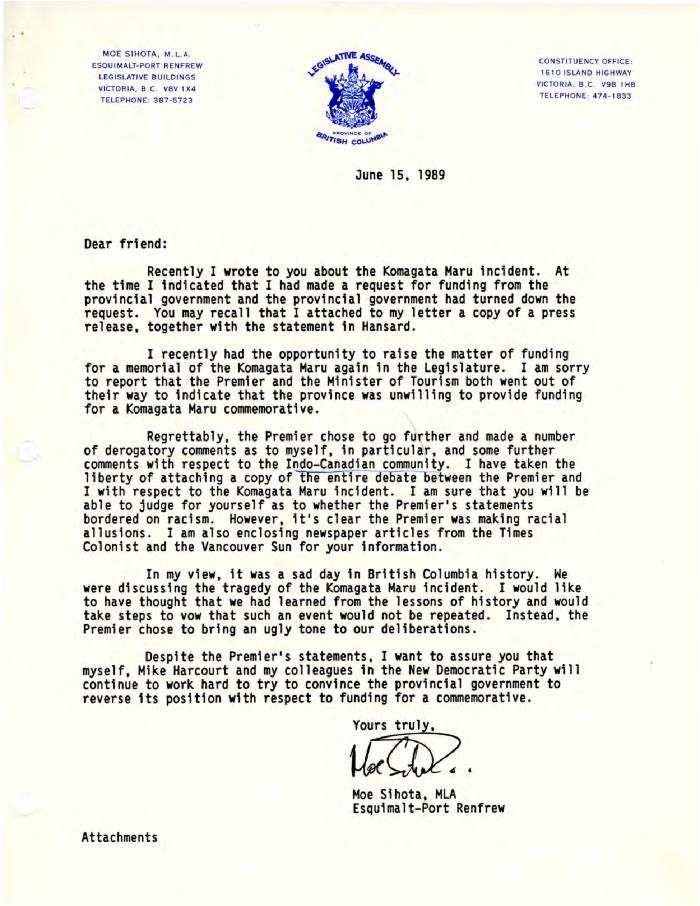 MOE SIHOTA, M.L.A.
ESQUIMALT-PORT RENFREW
LEGISLATIVE BUILDINGS
VICTORIA, B.C. V8V 1X4
TELEPHONE: 387-5723
LEGISLATIVE ASSEMBLY
PROVINCE OF
BRITISH COLUMBIA
CONSTITUENCY OFFICE:
1610 ISLAND HIGHWAY
VICTORIA, B.C. V9B 1H8
TELEPHONE: 474-1833
June 15, 1989
Dear friend:
Recently I wrote to you about the Komagata Maru incident. At
the time I indicated that I had made a request for funding from the
provincial government and the provincial government had turned down the
request. You may recall that I attached to my letter a copy of a press
release, together with the statement in Hansard.
I recently had the opportunity to raise the matter of funding
for a memorial of the Komagata Maru again in the Legislature. I am sorry
to report that the Premier and the Minister of Tourism both went out of
their way to indicate that the province was unwilling to provide funding
for a Komagata Maru commemorative.
Regrettably, the Premier chose to go further and made a number
of derogatory comments as to myself, in particular, and some further
comments with respect to the Indo-Canadian community. I have taken the
liberty of attaching a copy of the entire debate between the Premier and
I with respect to the Komagata Maru incident. I am sure that you will be
able to judge for yourself as to whether the Premier's statements
bordered on racism. However, it's clear the Premier was making racial
allusions. I am also enclosing newspaper articles from the Times
Colonist and the Vancouver Sun for your information.
In my view, it was a sad day in British Columbia history. We
were discussing the tragedy of the Komagata Maru incident. I would like
to have thought that we had learned from the lessons of history and would
take steps to vow that such an event would not be repeated. Instead, the
Premier chose to bring an ugly tone to our deliberations.
Despite the Premier's statements, I want to assure you that
myself, Mike Harcourt and my colleagues in the New Democratic Party will
continue to work hard to try to convince the provincial government to
reverse its position with respect to funding for a commemorative.
Yours truly,
Moe Sihota
Moe Sihota, MLA
Esquimalt-Port Renfrew
Attachments